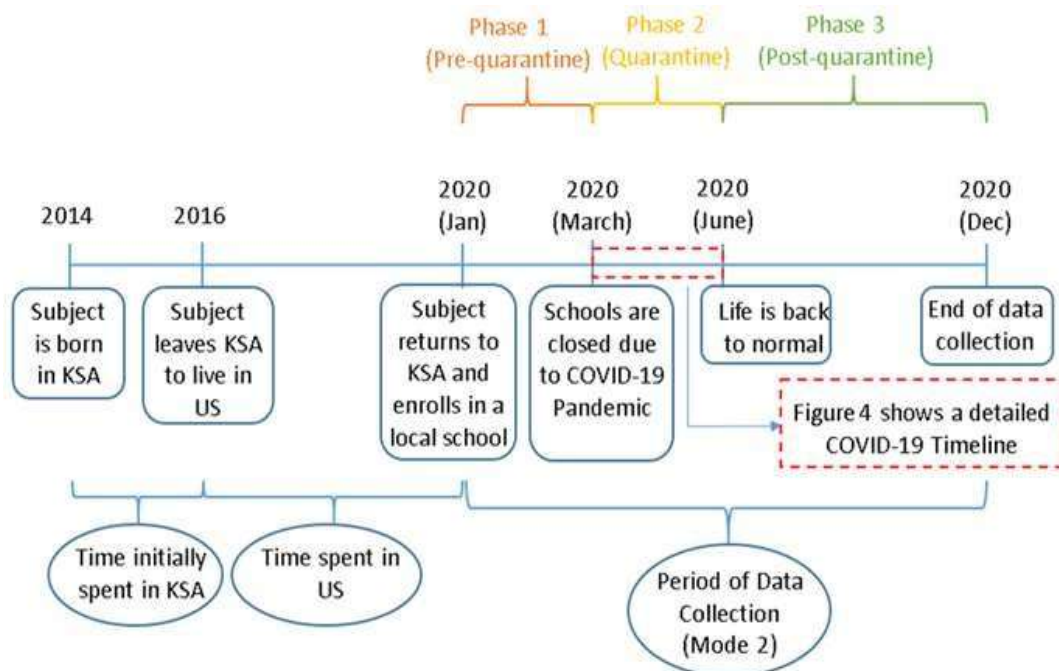 Phase 1
(Pre-quarantine)
Phase 2
(Quarantine)
Phase 3
(Post-quarantine)
2014
2016
2020
(Jan)
2020
(March)
2020
(June)
2020
(Dec)
Subject
is born
in KSA
Subject
leaves KSA
to live in
US
Subject
returns to
KSA and
enrolls in a
local school
Schools are
closed due
to COVID-19
Pandemic
Life is back
to normal
End of data
collection
Figure 4 shows a detailed
COVID-19 Timeline
Time initially
spent in KSA
Time spent in
US
Period of Data
Collection
(Mode 2)